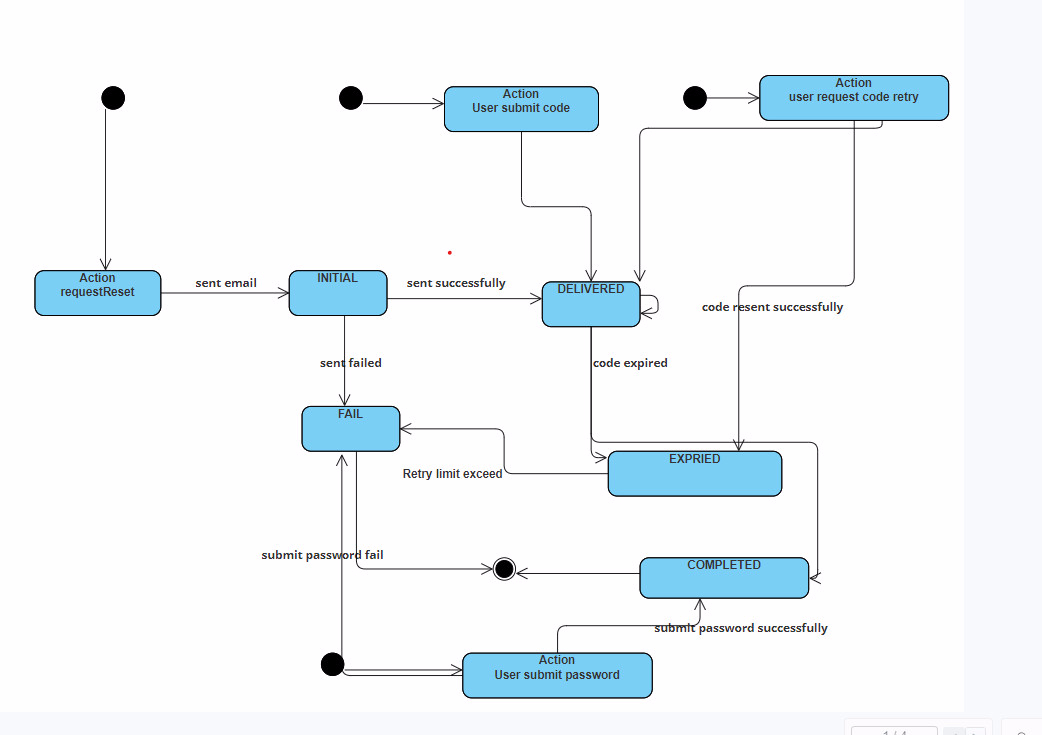 Action
user request code retry
Action
User submit code
Action
requestReset
sent email
INITIAL
sent successfully
DELIVERED
code resent successfully
sent failed
code expired
FAIL
Retry limit exceed
EXPRIED
submit password fail
COMPLETED
submit password successfully
Action
User submit password